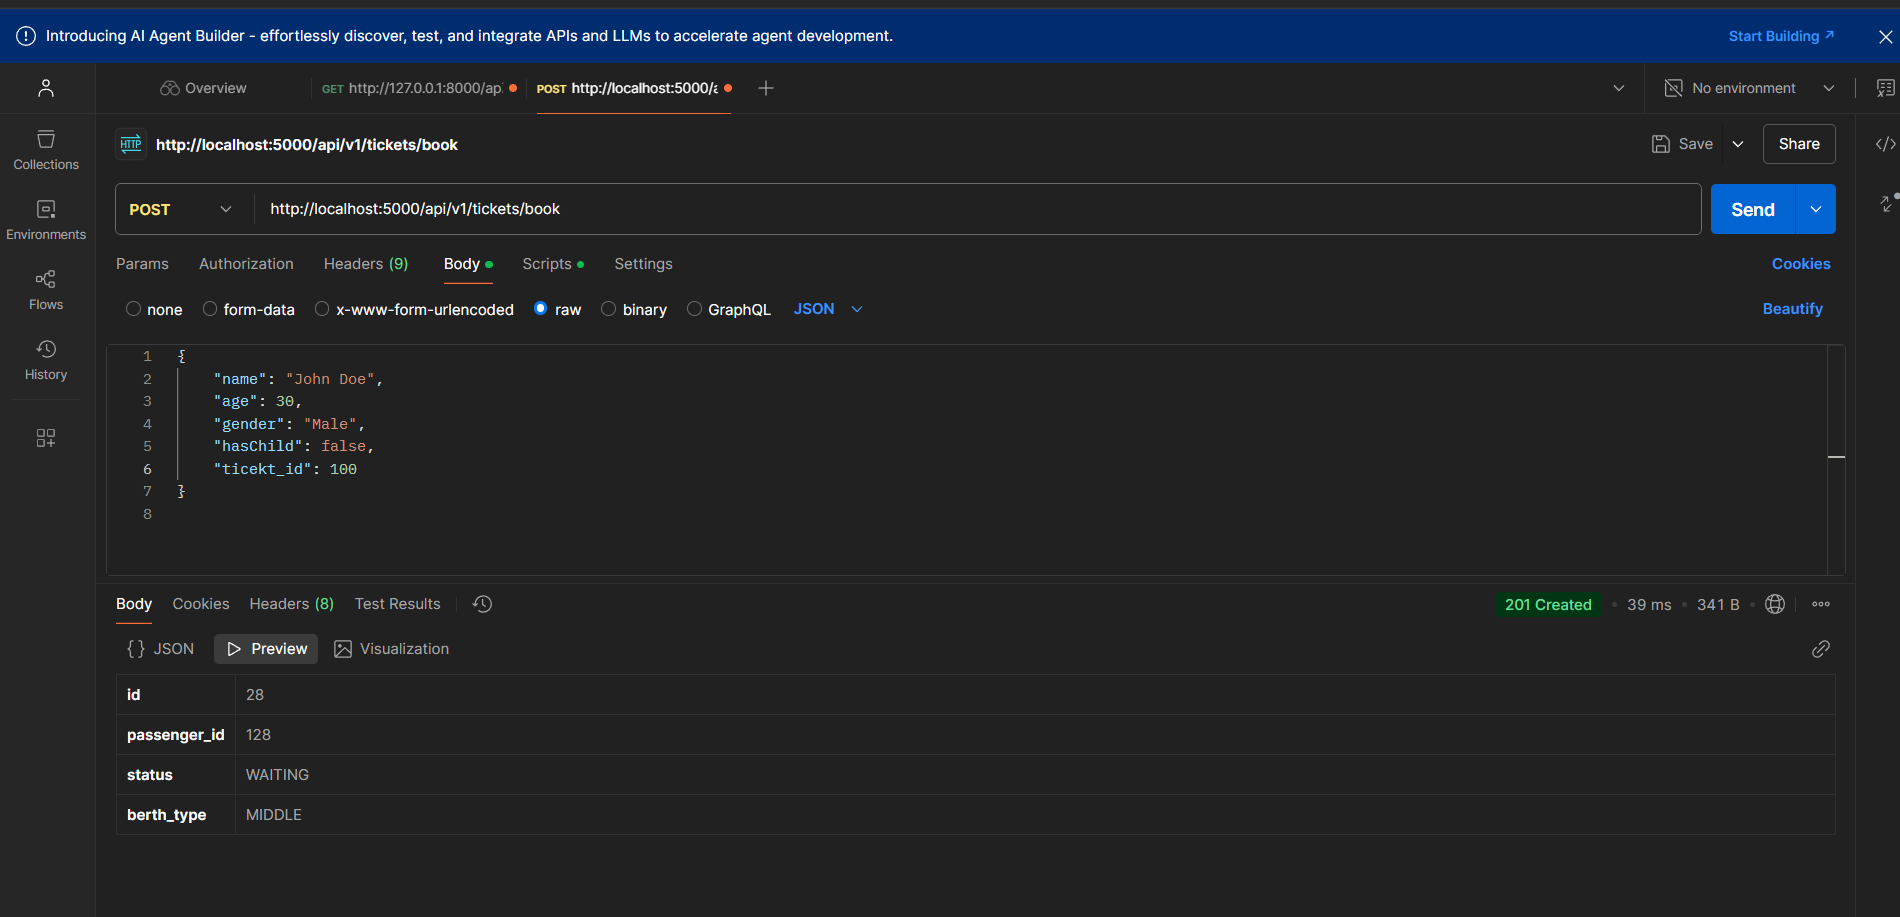 Introducing AI Agent Builder - effortlessly discover, test, and integrate APIs and LLMs to accelerate agent development.
Start Building
Overview
GET http://127.0.0.1:8000/ap
POST http://localhost:5000/a
No environment
Collections
Environments
Flows
History
HTTP
http://localhost:5000/api/v1/tickets/book
Save
Share
POST
http://localhost:5000/api/v1/tickets/book
Send
Params
Authorization
Headers (9)
Body
Scripts
Settings
Cookies
none
form-data
x-www-form-urlencoded
raw
binary
GraphQL
JSON
Beautify
1 {
2 "name": "John Doe",
3 "age": 30,
4 "gender": "Male",
5 "hasChild": false,
6 "ticekt_id": 100
7 }
8
Body
Cookies
Headers (8)
Test Results
201 Created
39 ms
341 B
{} JSON
Preview
Visualization
id 28
passenger_id 128
status WAITING
berth_type MIDDLE